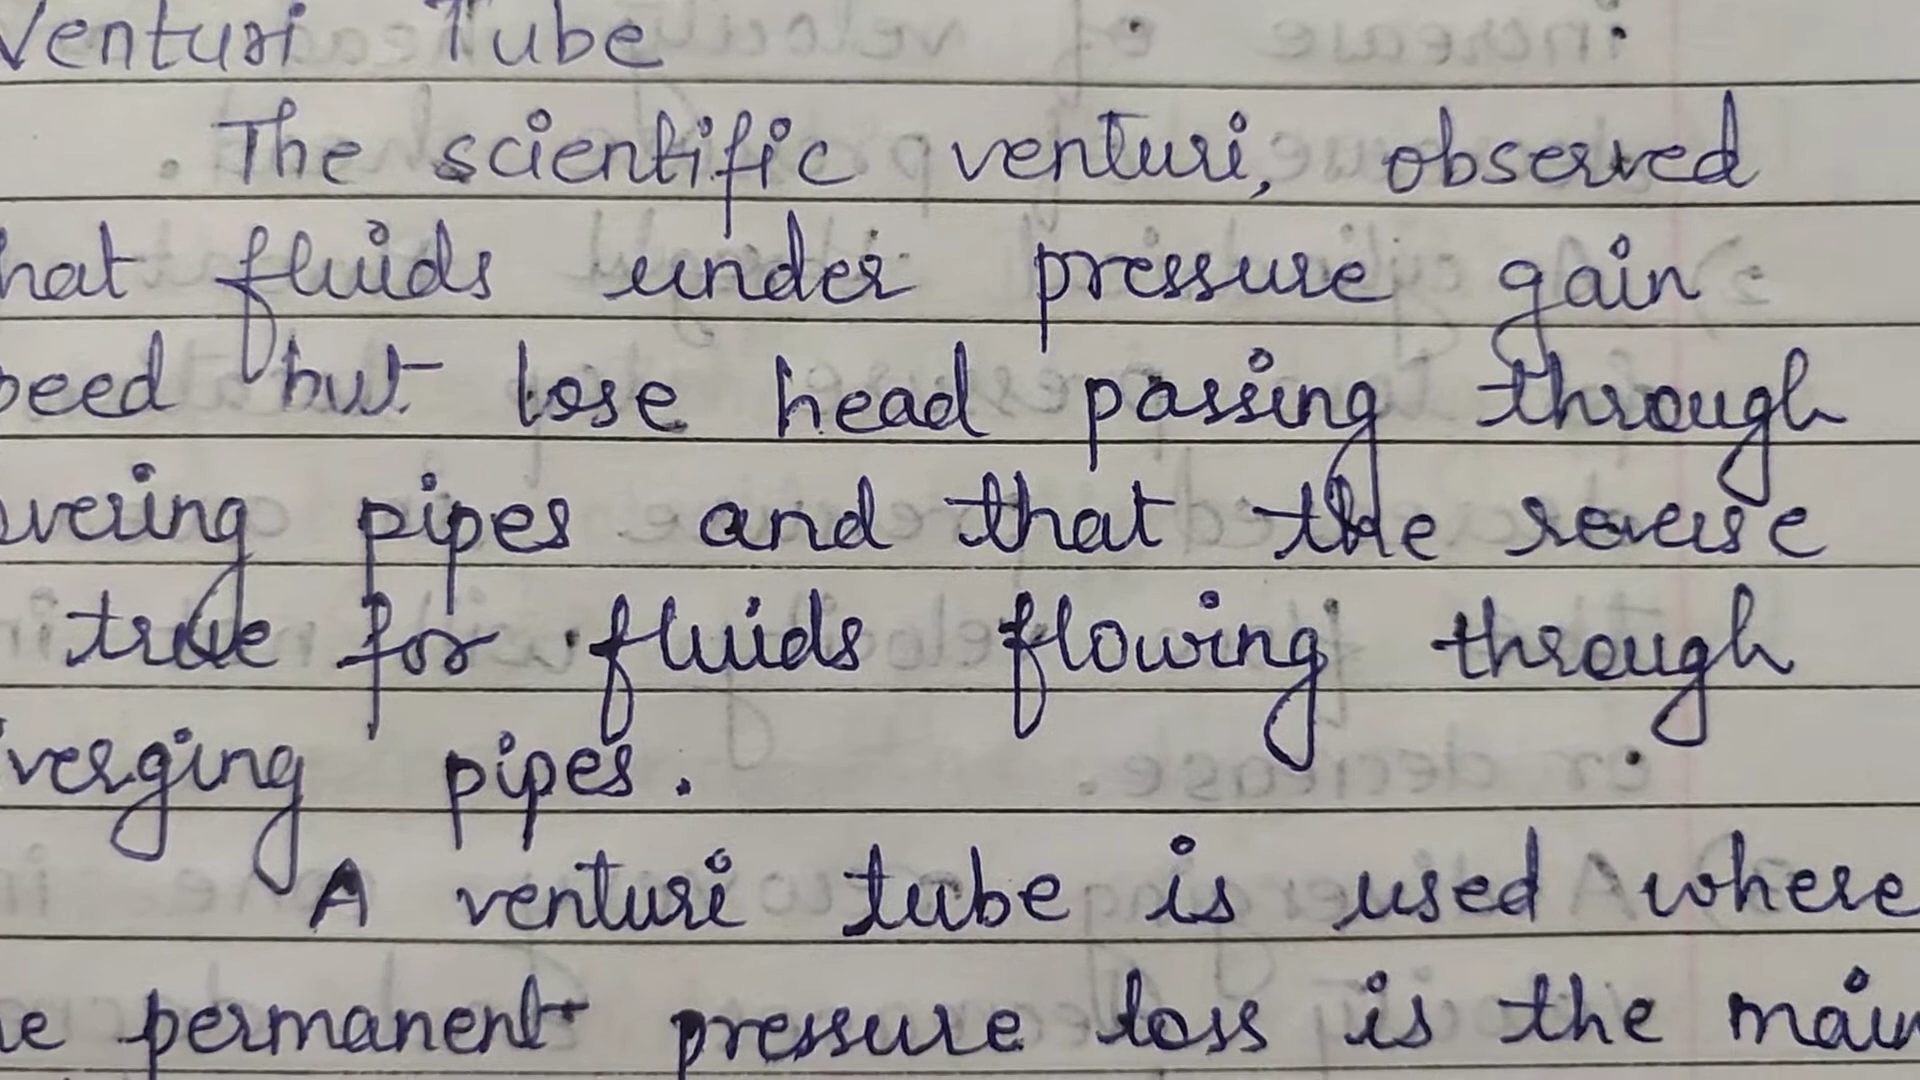 Venturi Tube
The scientific venturi, observed
hat fluids under pressure gain
peed but lose head passing through
vering pipes and that the reverse
true for fluids flowing through
verging pipes.
A venturi tube is used where
e permanent pressure loss is the main